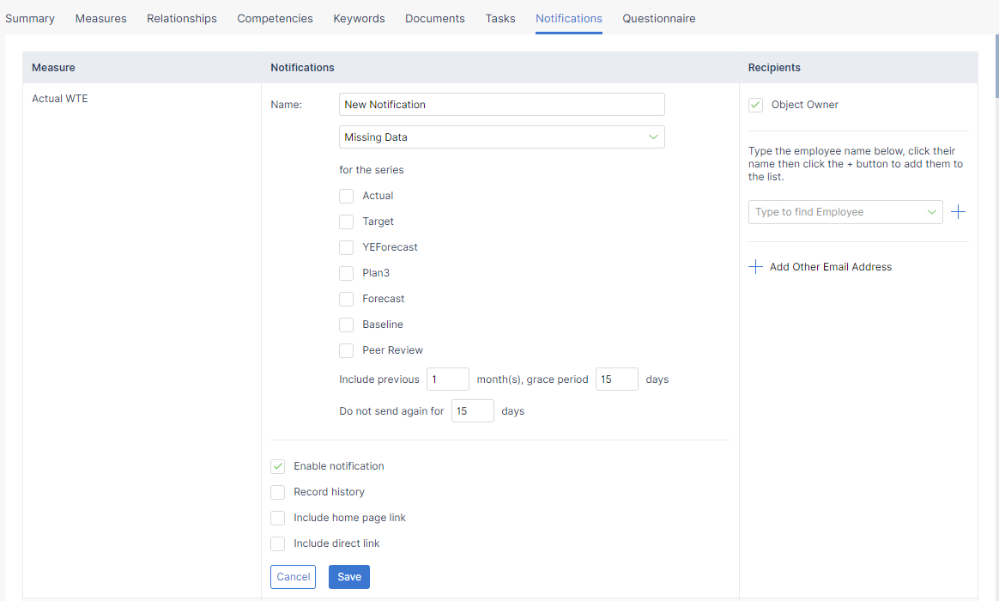 Summary Measures Relationships Competencies Keywords Documents Tasks Notifications Questionnaire
Measure Notifications Recipients
Actual WTE
Name: New Notification
Missing Data
for the series
Actual
Target
YEForecast
Plan3
Forecast
Baseline
Peer Review
Include previous 1 month(s), grace period 15 days
Do not send again for 15 days
Enable notification
Record history
Include home page link
Include direct link
Cancel Save
Object Owner
Type the employee name below, click their
name then click the + button to add them to
the list.
Type to find Employee
Add Other Email Address